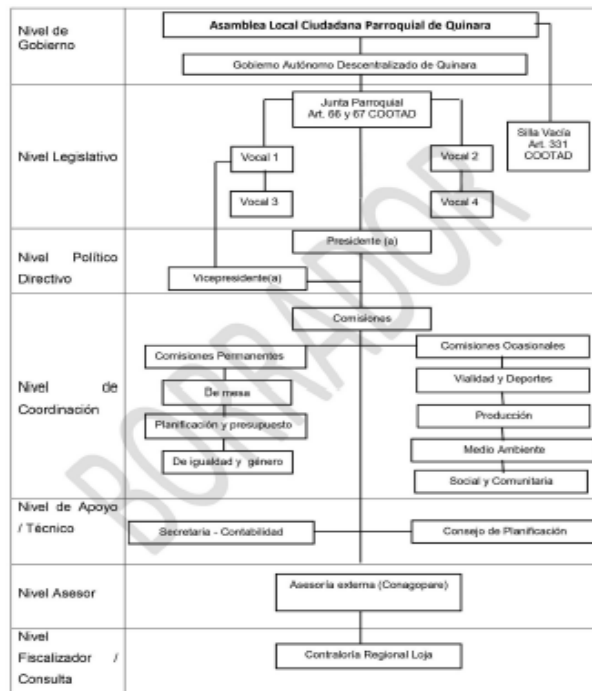 Nivel de
Gobierno
Asamblea Local Ciudadana Parroquial de Quinara
Gobierno Autónomo Descentralizado de Quinara
Nivel Legislativo
Junta Parroquial
Art. 66 y 67 COOTAD
Silla Vacía
Art. 331
COOTAD
Vocal 1
Vocal 2
Vocal 3
Vocal 4
Nivel Político
Directivo
Presidente (a)
Vicepresidente(a)
Nivel de
Coordinación
Comisiones
Comisiones Permanentes
De mesa
Planificación y presupuesto
De igualdad y género
Comisiones Ocasionales
Vialidad y Deportes
Producción
Medio Ambiente
Social y Comunitaria
Nivel de Apoyo
/ Técnico
Secretaria - Contabilidad
Consejo de Planificación
Nivel Asesor
Asesoría externa (Conagopare)
Nivel
Fiscalizador /
Consulta
Contraloría Regional Loja
BORRADOR